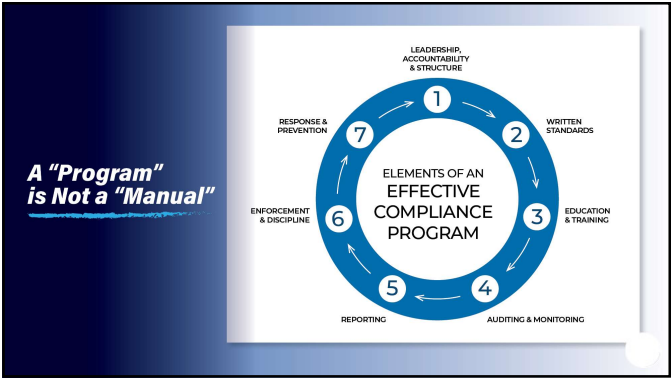 A “Program”
is Not a “Manual”
LEADERSHIP,
ACCOUNTABILITY
& STRUCTURE
1
WRITTEN
STANDARDS
2
EDUCATION
& TRAINING
3
AUDITING & MONITORING
4
REPORTING
5
ENFORCEMENT
& DISCIPLINE
6
RESPONSE &
PREVENTION
7
ELEMENTS OF AN
EFFECTIVE
COMPLIANCE
PROGRAM